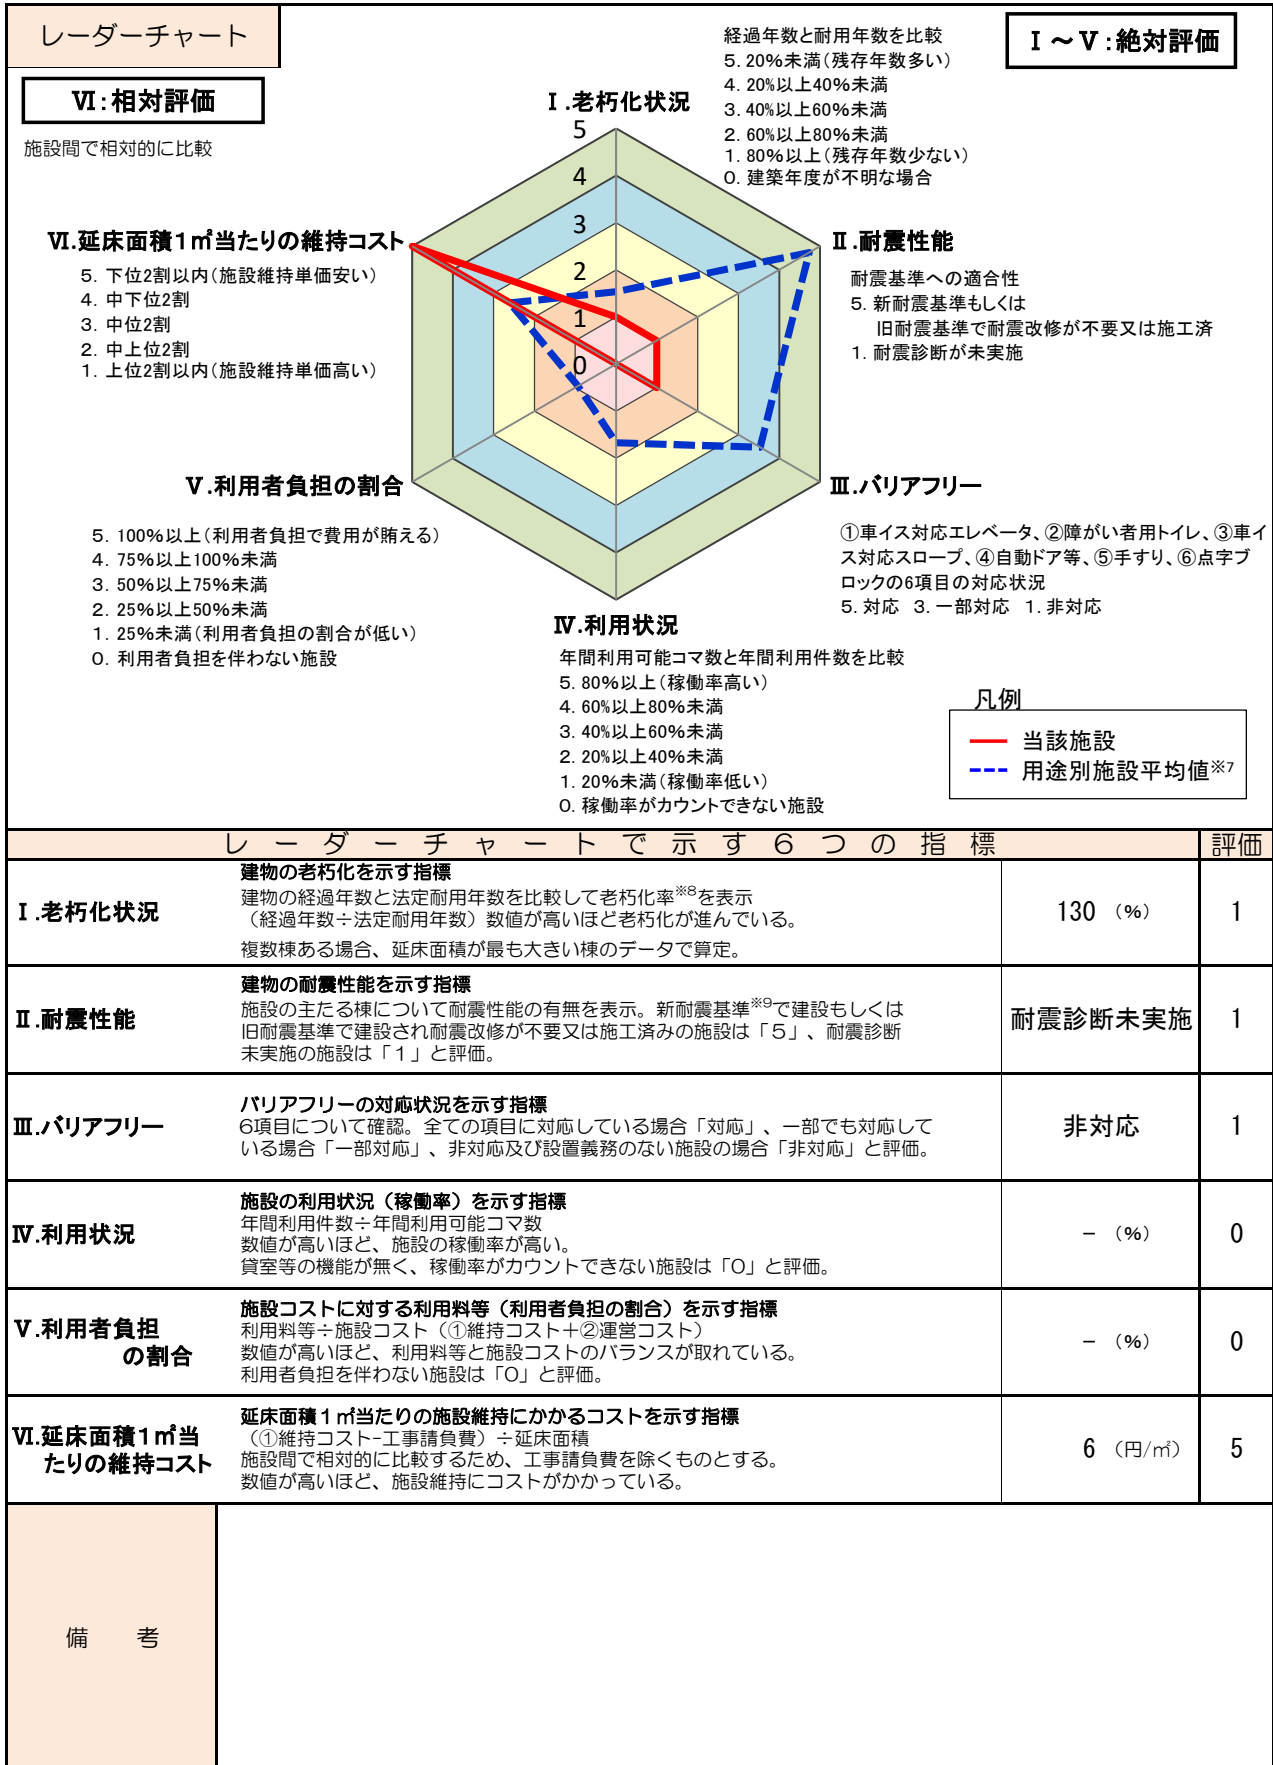 レーダーチャート
Ⅵ：相対評価
施設間で相対的に比較
Ⅰ～Ⅴ：絶対評価
Ⅰ.老朽化状況
経過年数と耐用年数を比較
5. 20%未満（残存年数多い）
4. 20%以上40%未満
3. 40%以上60%未満
2. 60%以上80%未満
1. 80%以上（残存年数少ない）
0. 建築年度が不明な場合
5
4
3
2
1
0
Ⅱ.耐震性能
耐震基準への適合性
5. 新耐震基準もしくは
旧耐震基準で耐震改修が不要又は施工済
1. 耐震診断が未実施
Ⅲ.バリアフリー
①車イス対応エレベータ、②障がい者用トイレ、③車イ
ス対応スロープ、④自動ドア等、⑤手すり、⑥点字ブ
ロックの6項目の対応状況
5. 対応 3. 一部対応 1. 非対応
Ⅳ.利用状況
年間利用可能コマ数と年間利用件数を比較
5. 80%以上（稼働率高い）
4. 60%以上80%未満
3. 40%以上60%未満
2. 20%以上40%未満
1. 20%未満（稼働率低い）
0. 稼働率がカウントできない施設
Ⅴ.利用者負担の割合
5. 100%以上（利用者負担で費用が賄える）
4. 75%以上100%未満
3. 50%以上75%未満
2. 25%以上50%未満
1. 25%未満（利用者負担の割合が低い）
0. 利用者負担を伴わない施設
Ⅵ.延床面積1㎡当たりの維持コスト
5. 下位2割以内（施設維持単価安い）
4. 中下位2割
3. 中位2割
2. 中上位2割
1. 上位2割以内（施設維持単価高い）
凡例
当該施設
用途別施設平均値※7
レーダーチャートで示す6つの指標 評価
Ⅰ.老朽化状況
建物の老朽化を示す指標
建物の経過年数と法定耐用年数を比較して老朽化率※8を表示
（経過年数÷法定耐用年数）数値が高いほど老朽化が進んでいる。
複数棟ある場合、延床面積が最も大きい棟のデータで算定。
130 （%） 1
Ⅱ.耐震性能
建物の耐震性能を示す指標
施設の主たる棟について耐震性能の有無を表示。新耐震基準※9で建設もしくは
旧耐震基準で建設され耐震改修が不要又は施工済みの施設は「5」、耐震診断
未実施の施設は「1」と評価。
耐震診断未実施 1
Ⅲ.バリアフリー
バリアフリーの対応状況を示す指標
6項目について確認。全ての項目に対応している場合「対応」、一部でも対応して
いる場合「一部対応」、非対応及び設置義務のない施設の場合「非対応」と評価。
非対応 1
Ⅳ.利用状況
施設の利用状況（稼働率）を示す指標
年間利用件数÷年間利用可能コマ数
数値が高いほど、施設の稼働率が高い。
貸室等の機能が無く、稼働率がカウントできない施設は「0」と評価。
－ （%） 0
Ⅴ.利用者負担
の割合
施設コストに対する利用料等（利用者負担の割合）を示す指標
利用料等÷施設コスト（①維持コスト＋②運営コスト）
数値が高いほど、利用料等と施設コストのバランスが取れている。
利用者負担を伴わない施設は「0」と評価。
－ （%） 0
Ⅵ.延床面積1㎡当
たりの維持コスト
延床面積1㎡当たりの施設維持にかかるコストを示す指標
（①維持コスト-工事請負費）÷延床面積
施設間で相対的に比較するため、工事請負費を除くものとする。
数値が高いほど、施設維持にコストがかかっている。
6 （円/㎡） 5
備 考